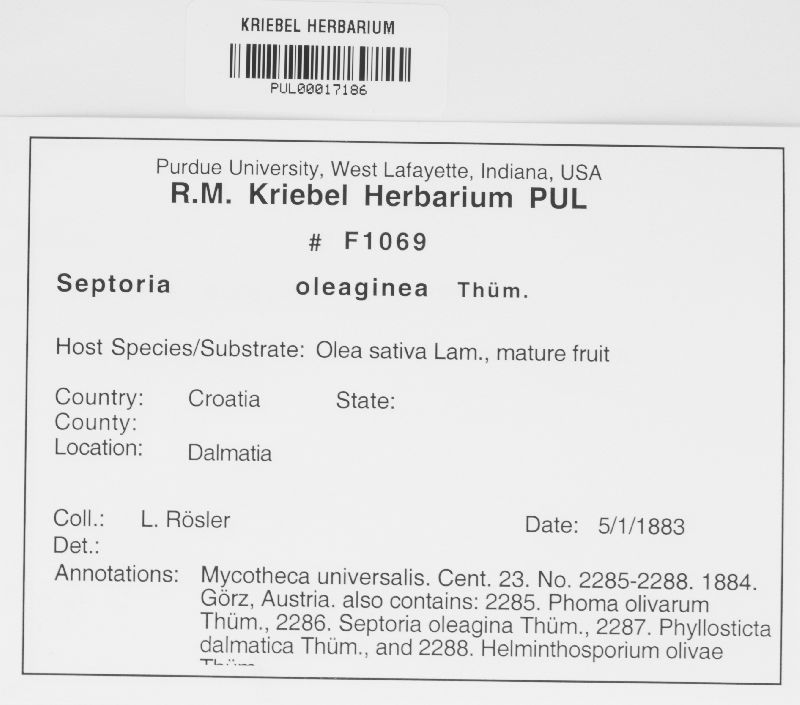 KRIEBEL HERBARIUM
PUL00017186
Purdue University, West Lafayette, Indiana, USA
R.M. Kriebel Herbarium PUL
# F1069
Septoria oleaginea Thüm.
Host Species/Substrate: Olea sativa Lam., mature fruit
Country: Croatia State:
County:
Location: Dalmatia
Coll.: L. Rösler Date: 5/1/1883
Det.:
Annotations: Mycotheca universalis. Cent. 23. No. 2285-2288. 1884.
Görz, Austria. also contains: 2285. Phoma olivarum
Thüm., 2286. Septoria oleagina Thüm., 2287. Phyllosticta
dalmatica Thüm., and 2288. Helminthosporium olivae